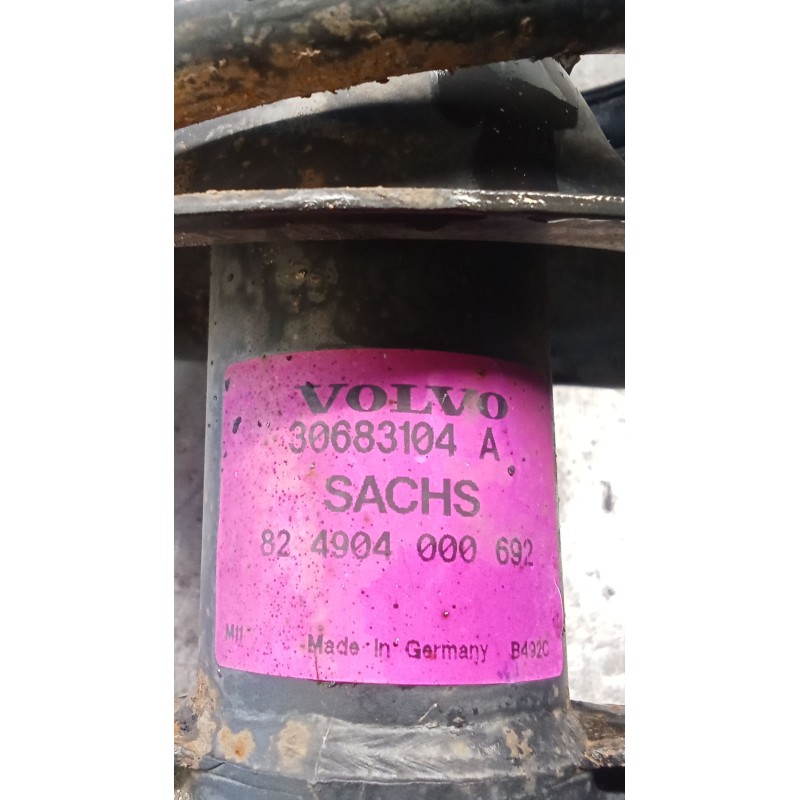 VOLVO
30683104 A
SACHS
82 4904 000 692
M11 Made In Germany B492C